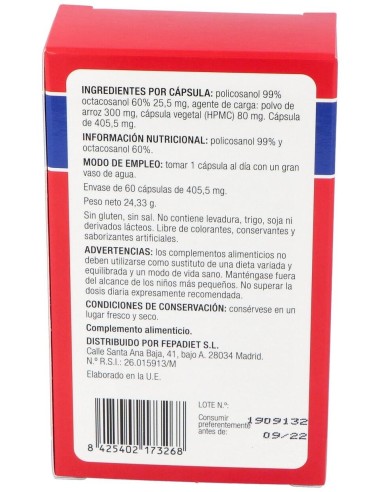 INGREDIENTES POR CÁPSULA: policosanol 99%
octacosanol 60% 25,5 mg, agente de carga: polvo de
arroz 300 mg, cápsula vegetal (HPMC) 80 mg. Cápsula
de 405,5 mg.
INFORMACIÓN NUTRICIONAL: policosanol 99% y
octacosanol 60%.
MODO DE EMPLEO: tomar 1 cápsula al día con un gran
vaso de agua.
Envase de 60 cápsulas de 405,5 mg.
Peso neto 24,33 g.
Sin gluten, sin sal. No contiene levadura, trigo, soja ni
derivados lácteos. Libre de colorantes, conservantes y
saborizantes artificiales.
ADVERTENCIAS: los complementos alimenticios no
deben utilizarse como sustituto de una dieta variada y
equilibrada y un modo de vida sano. Manténgase fuera
del alcance de los niños más pequeños. No superar la
dosis diaria expresamente recomendada.
CONDICIONES DE CONSERVACIÓN: consérvese en un
lugar fresco y seco.
Complemento alimenticio.
DISTRIBUIDO POR FEPADIET S.L.
Calle Santa Ana Baja, 41, bajo A. 28034 Madrid.
N. R.S.I.: 26.015913/M
Elaborado en la U.E.
LOTE N.º:
1909132
Consumir
preferentemente
antes de:
09/22
8 425402 173268